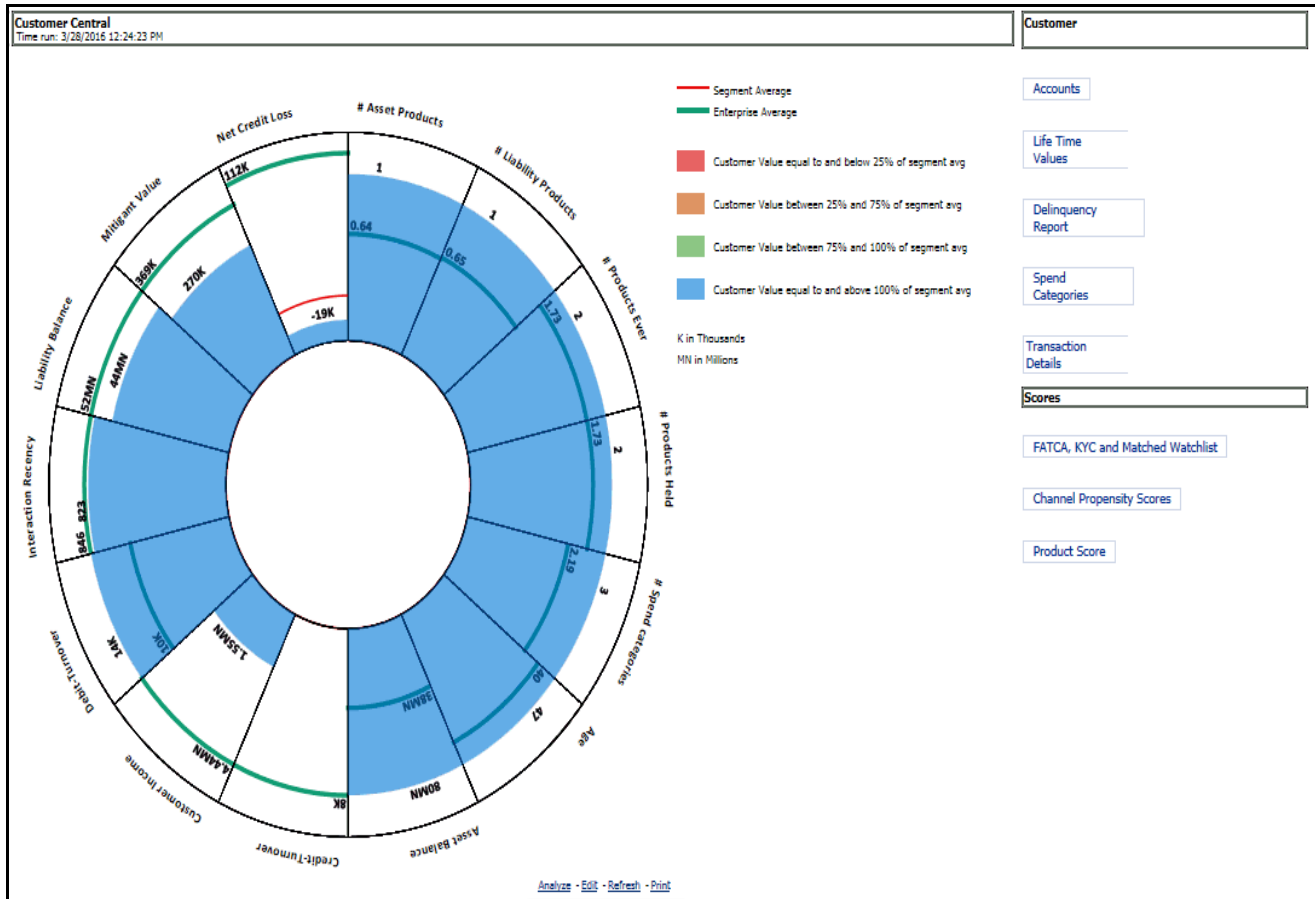 Customer Central
Time run: 3/28/2016 12:24:23 PM
Customer
Segment Average
Enterprise Average
Customer Value equal to and below 25% of segment avg
Customer Value between 25% and 75% of segment avg
Customer Value between 75% and 100% of segment avg
Customer Value equal to and above 100% of segment avg
K in Thousands
MN in Millions
# Asset Products
1
0.64
# Liability Products
1
0.65
# Products Ever
2
1.73
# Products Held
2
1.73
# Spend categories
3
2.19
Age
47
40
Asset Balance
80MN
38MN
Credit-Turnover
8K
Customer Income
4.44MN
1.55MN
Debit-Turnover
14K
10K
Interaction Recency
846
823
Liability Balance
52MN
44MN
Mitigant Value
369K
270K
Net Credit Loss
112K
-19K
Accounts
Life Time
Values
Delinquency
Report
Spend
Categories
Transaction
Details
Scores
FATCA, KYC and Matched Watchlist
Channel Propensity Scores
Product Score
Analyze - Edit - Refresh - Print